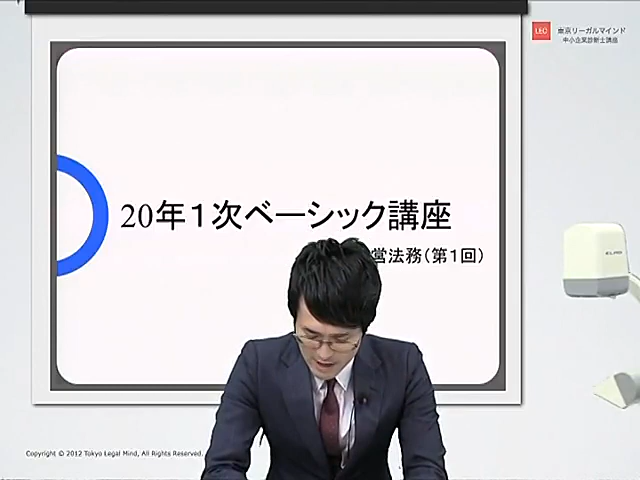 LEC 東京リーガルマインド
中小企業診断士講座
20年１次ベーシック講座
営法務（第１回）
ELMO
Copyright © 2012 Tokyo Legal Mind, All Rights Reserved.